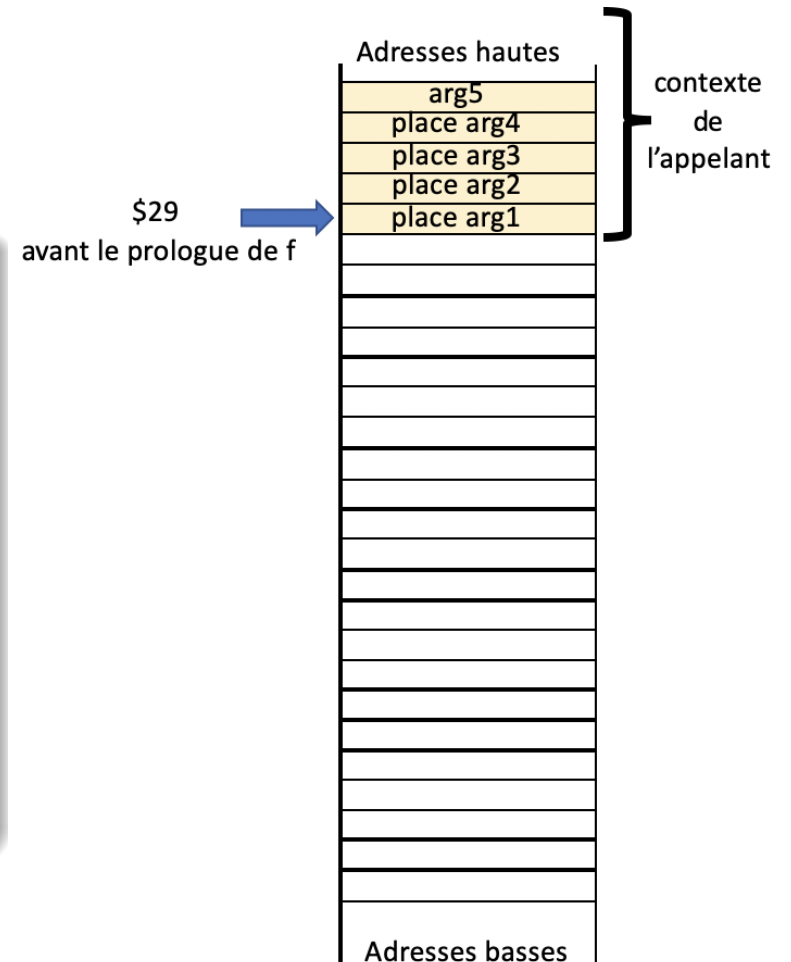 Adresses hautes
arg5
place arg4
place arg3
place arg2
place arg1
contexte
de
l'appelant
$29
avant le prologue de f
Adresses basses